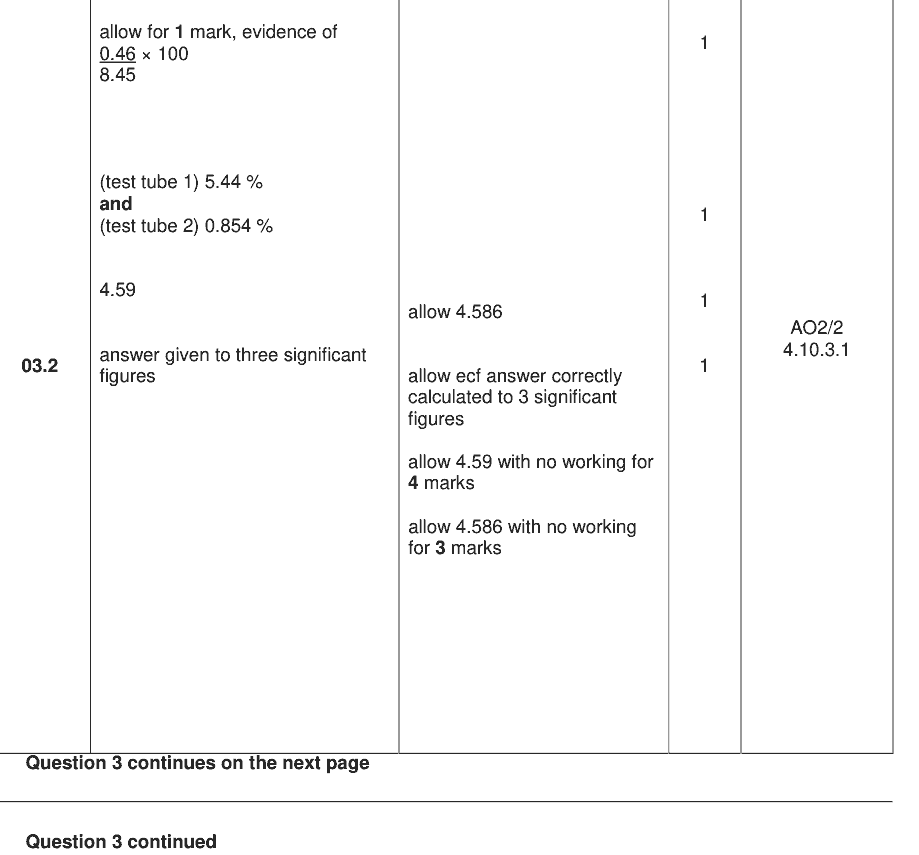 allow for 1 mark, evidence of
0.46 × 100
8.45
1
(test tube 1) 5.44 %
and
(test tube 2) 0.854 %
1
4.59
allow 4.586
1
AO2/2
4.10.3.1
03.2
answer given to three significant
figures
allow ecf answer correctly
calculated to 3 significant
figures
1
allow 4.59 with no working for
4 marks
allow 4.586 with no working
for 3 marks
Question 3 continues on the next page
Question 3 continued